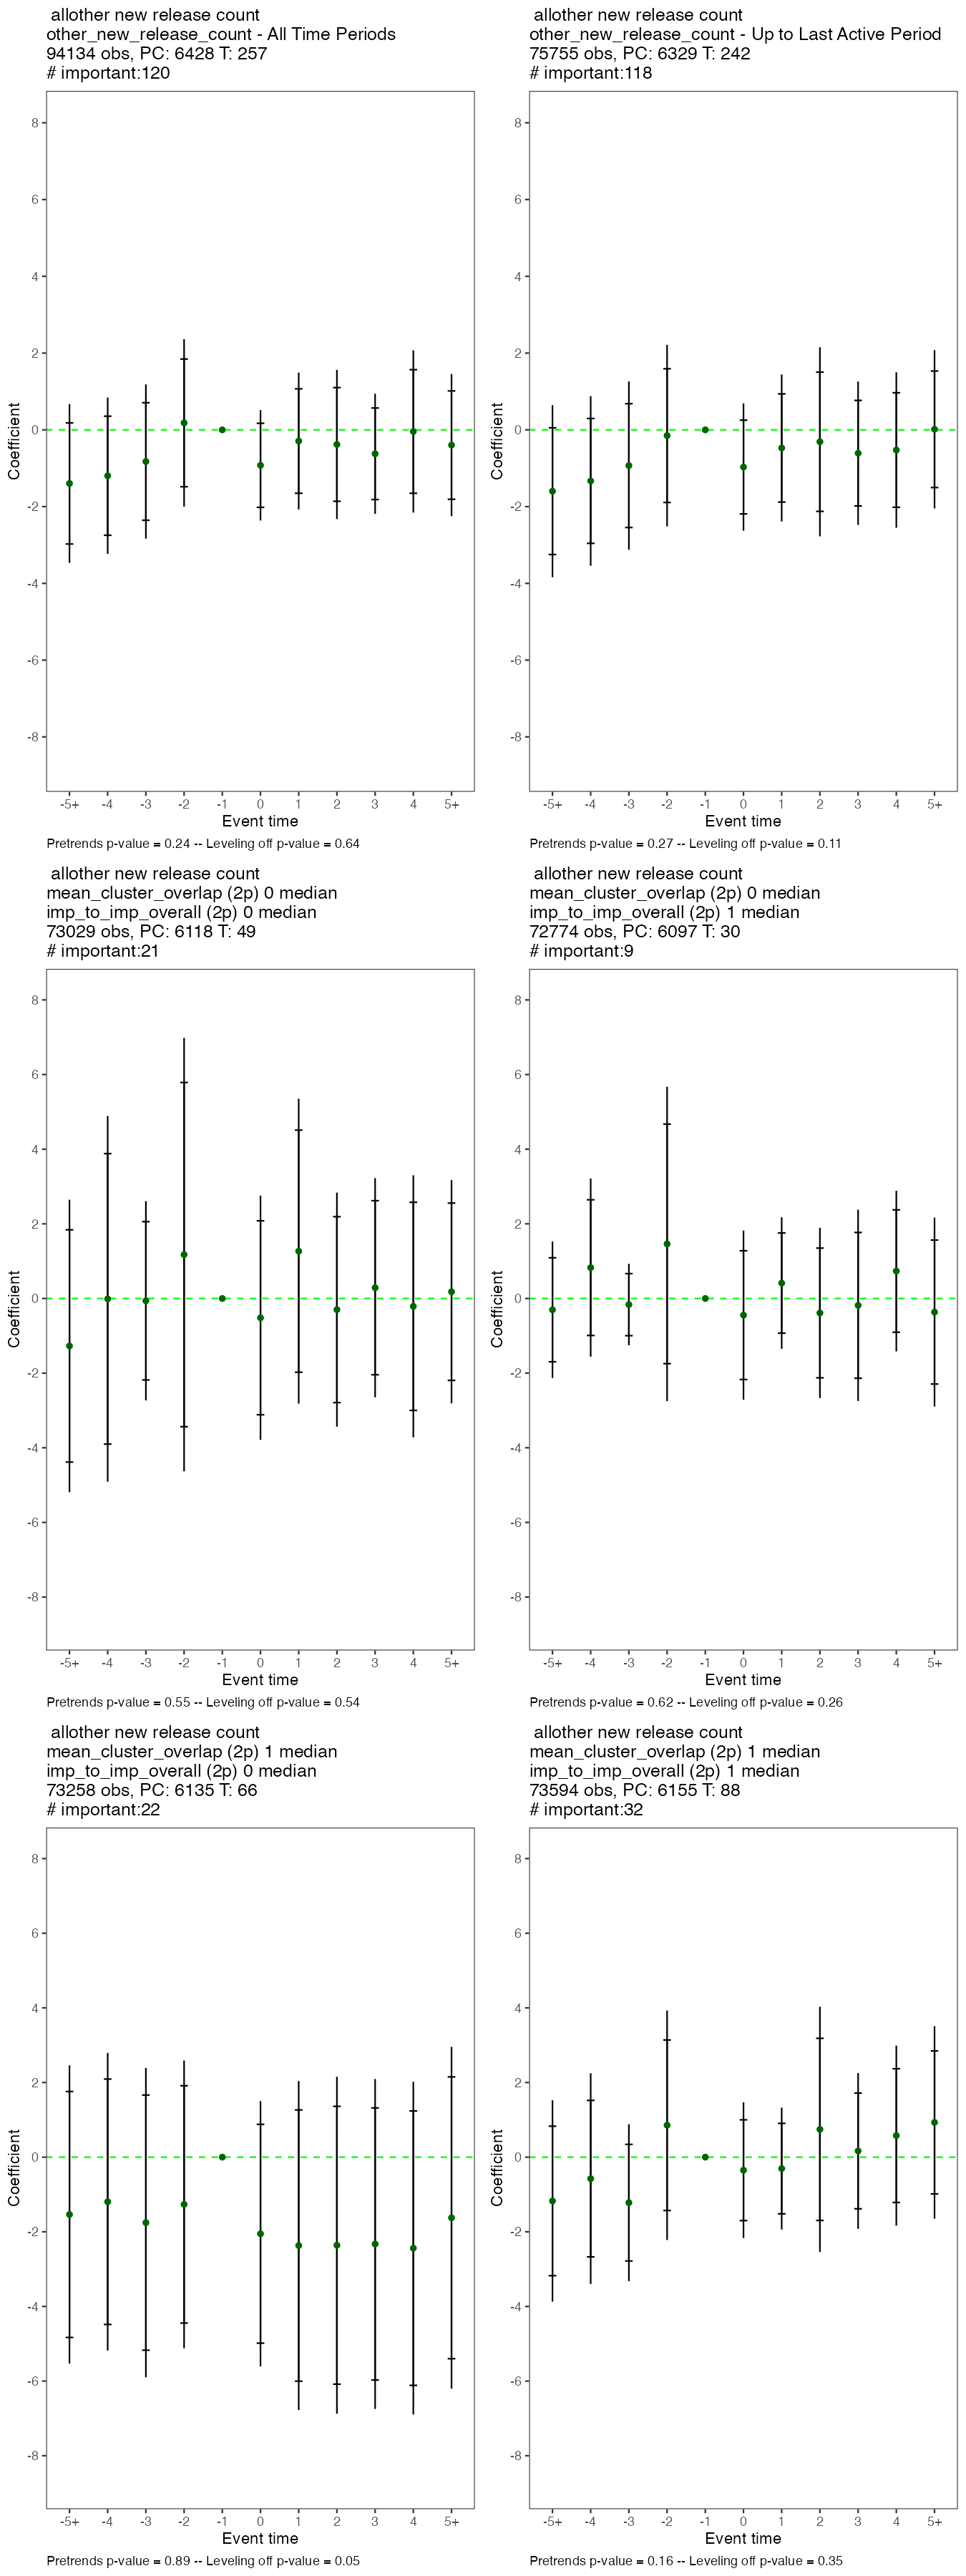 allother new release count
other_new_release_count - All Time Periods
94134 obs, PC: 6428 T: 257
# important:120
8
6
4
2
0
-2
-4
-6
-8
Coefficient
-5+ -4 -3 -2 -1 0 1 2 3 4 5+
Event time
Pretrends p-value = 0.24 -- Leveling off p-value = 0.64
allother new release count
other_new_release_count - Up to Last Active Period
75755 obs, PC: 6329 T: 242
# important:118
8
6
4
2
0
-2
-4
-6
-8
Coefficient
-5+ -4 -3 -2 -1 0 1 2 3 4 5+
Event time
Pretrends p-value = 0.27 -- Leveling off p-value = 0.11
allother new release count
mean_cluster_overlap (2p) 0 median
imp_to_imp_overall (2p) 0 median
73029 obs, PC: 6118 T: 49
# important:21
8
6
4
2
0
-2
-4
-6
-8
Coefficient
-5+ -4 -3 -2 -1 0 1 2 3 4 5+
Event time
Pretrends p-value = 0.55 -- Leveling off p-value = 0.54
allother new release count
mean_cluster_overlap (2p) 0 median
imp_to_imp_overall (2p) 1 median
72774 obs, PC: 6097 T: 30
# important:9
8
6
4
2
0
-2
-4
-6
-8
Coefficient
-5+ -4 -3 -2 -1 0 1 2 3 4 5+
Event time
Pretrends p-value = 0.62 -- Leveling off p-value = 0.26
allother new release count
mean_cluster_overlap (2p) 1 median
imp_to_imp_overall (2p) 0 median
73258 obs, PC: 6135 T: 66
# important:22
8
6
4
2
0
-2
-4
-6
-8
Coefficient
-5+ -4 -3 -2 -1 0 1 2 3 4 5+
Event time
Pretrends p-value = 0.89 -- Leveling off p-value = 0.05
allother new release count
mean_cluster_overlap (2p) 1 median
imp_to_imp_overall (2p) 1 median
73594 obs, PC: 6155 T: 88
# important:32
8
6
4
2
0
-2
-4
-6
-8
Coefficient
-5+ -4 -3 -2 -1 0 1 2 3 4 5+
Event time
Pretrends p-value = 0.16 -- Leveling off p-value = 0.35